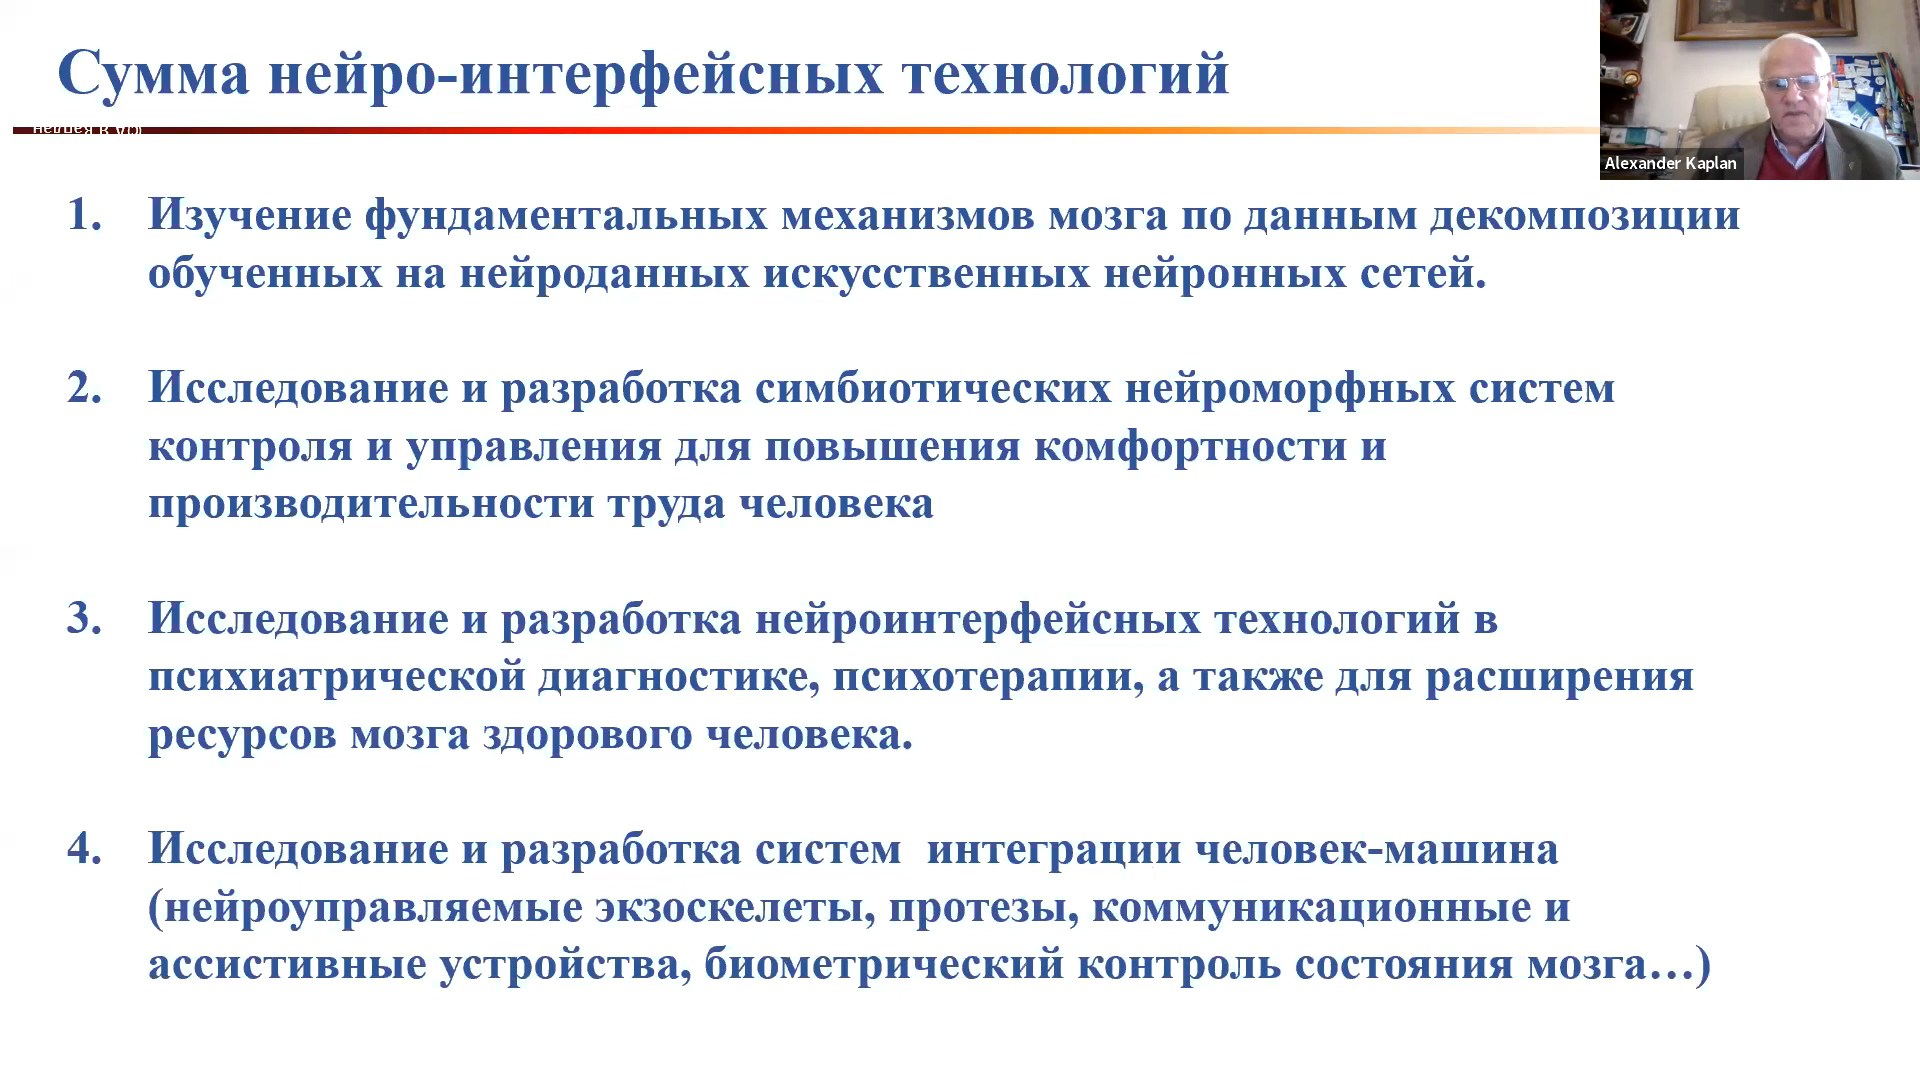 Сумма нейро-интерфейсных технологий
Alexander Kaplan
1. Изучение фундаментальных механизмов мозга по данным декомпозиции
обученных на нейроданных искусственных нейронных сетей.
2. Исследование и разработка симбиотических нейроморфных систем
контроля и управления для повышения комфортности и
производительности труда человека
3. Исследование и разработка нейроинтерфейсных технологий в
психиатрической диагностике, психотерапии, а также для расширения
ресурсов мозга здорового человека.
4. Исследование и разработка систем  интеграции человек-машина
(нейроуправляемые экзоскелеты, протезы, коммуникационные и
ассистивные устройства, биометрический контроль состояния мозга…)